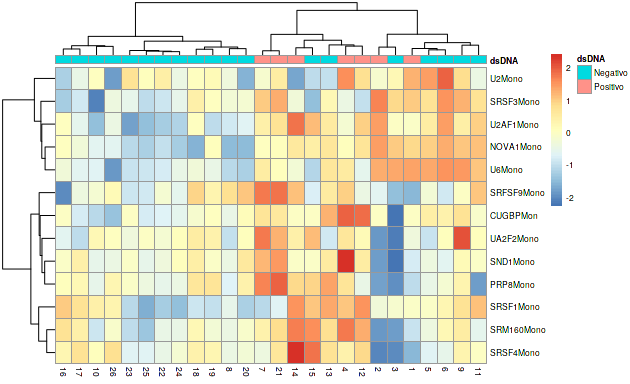 dsDNA
U2Mono
SRSF3Mono
U2AF1Mono
NOVA1Mono
U6Mono
SRFSF9Mono
CUGBPMon
UA2F2Mono
SND1Mono
PRP8Mono
SRSF1Mono
SRM160Mono
SRSF4Mono
16 17 10 26 23 25 22 24 18 19 8 20 7 21 14 15 13 4 12 2 3 1 5 6 9 11
2
1
0
-1
-2
dsDNA
Negativo
Positivo